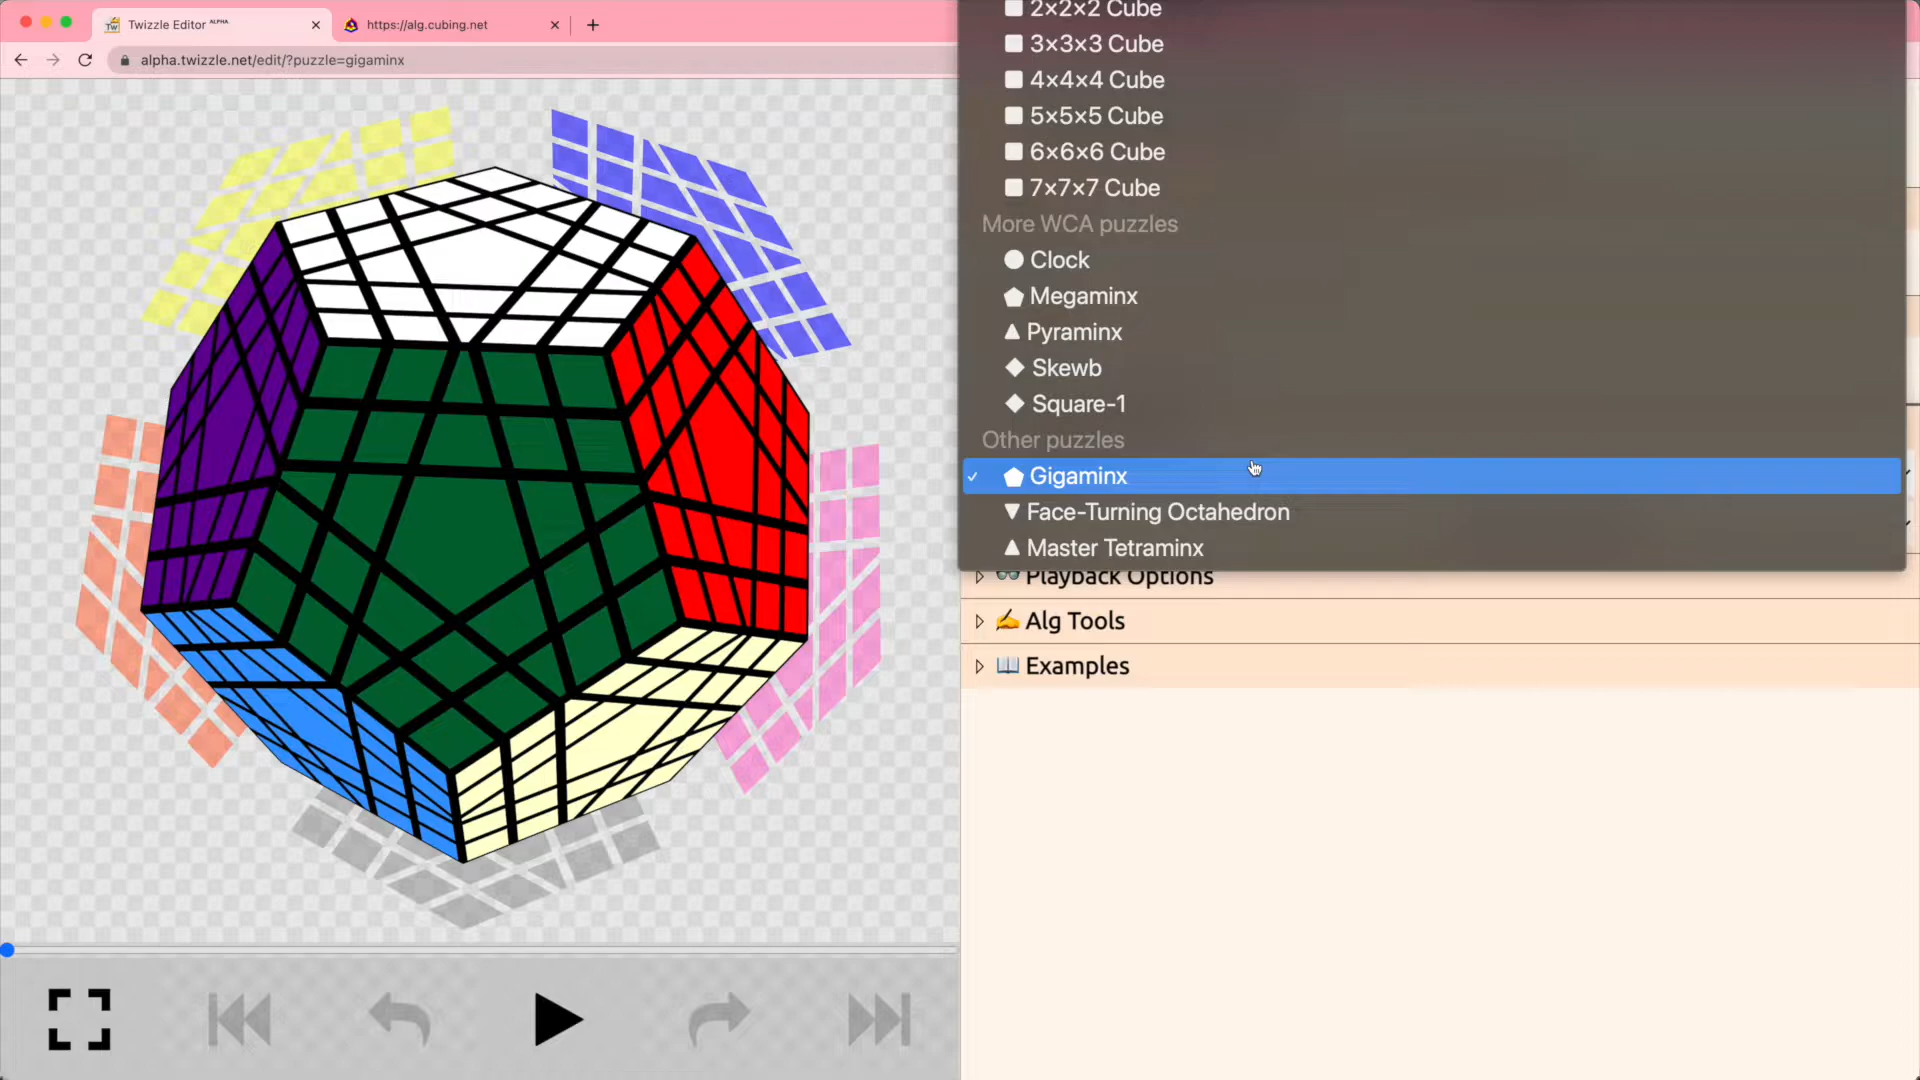 Twizzle Editor ALPHA
https://alg.cubing.net
alpha.twizzle.net/edit/?puzzle=gigaminx
2×2×2 Cube
3×3×3 Cube
4×4×4 Cube
5×5×5 Cube
6×6×6 Cube
7×7×7 Cube
More WCA puzzles
Clock
Megaminx
Pyraminx
Skewb
Square-1
Other puzzles
✓ Gigaminx
Face-Turning Octahedron
Master Tetraminx
Playback Options
Alg Tools
Examples